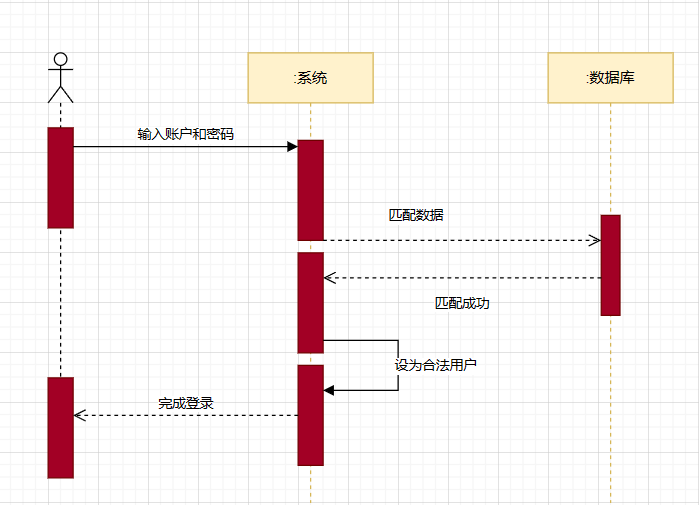 :系统
:数据库
输入账户和密码
匹配数据
匹配成功
设为合法用户
完成登录